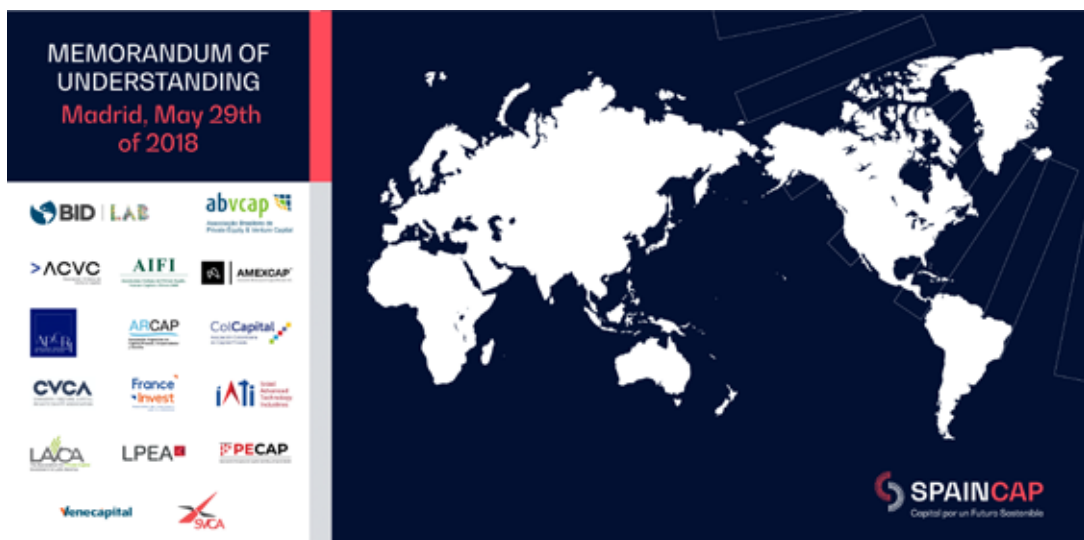 MEMORANDUM OF
UNDERSTANDING
Madrid, May 29th
of 2018
BID | LAB
abvcap
Associação Brasileira de
Private Equity & Venture Capital
>ACVC
AIFI
AMEXCAP
APCRI
ARCAP
ColCapital
CVCA
France
Invest
iATi
Israel
Advanced
Technology
Industries
LAVCA
LPEA
PECAP
Venecapital
SVCA
SPAINCAP
Capital por un Futuro Sostenible